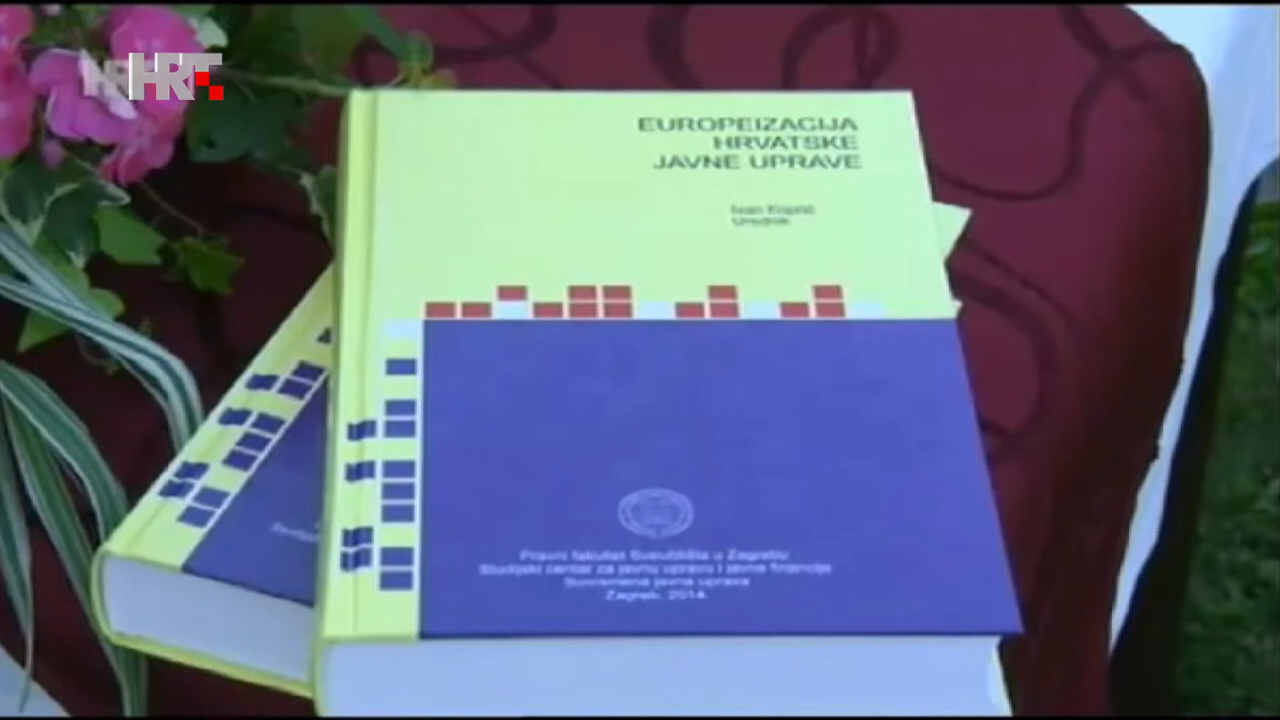 HRT
EUROPEIZACIJA
HRVATSKE
JAVNE UPRAVE
Ivan Koprić
Urednik
Pravni fakultet Sveučilišta u Zagrebu
Studijski centar za javnu upravu i javne financije
Suvremena javna uprava
Zagreb, 2014.